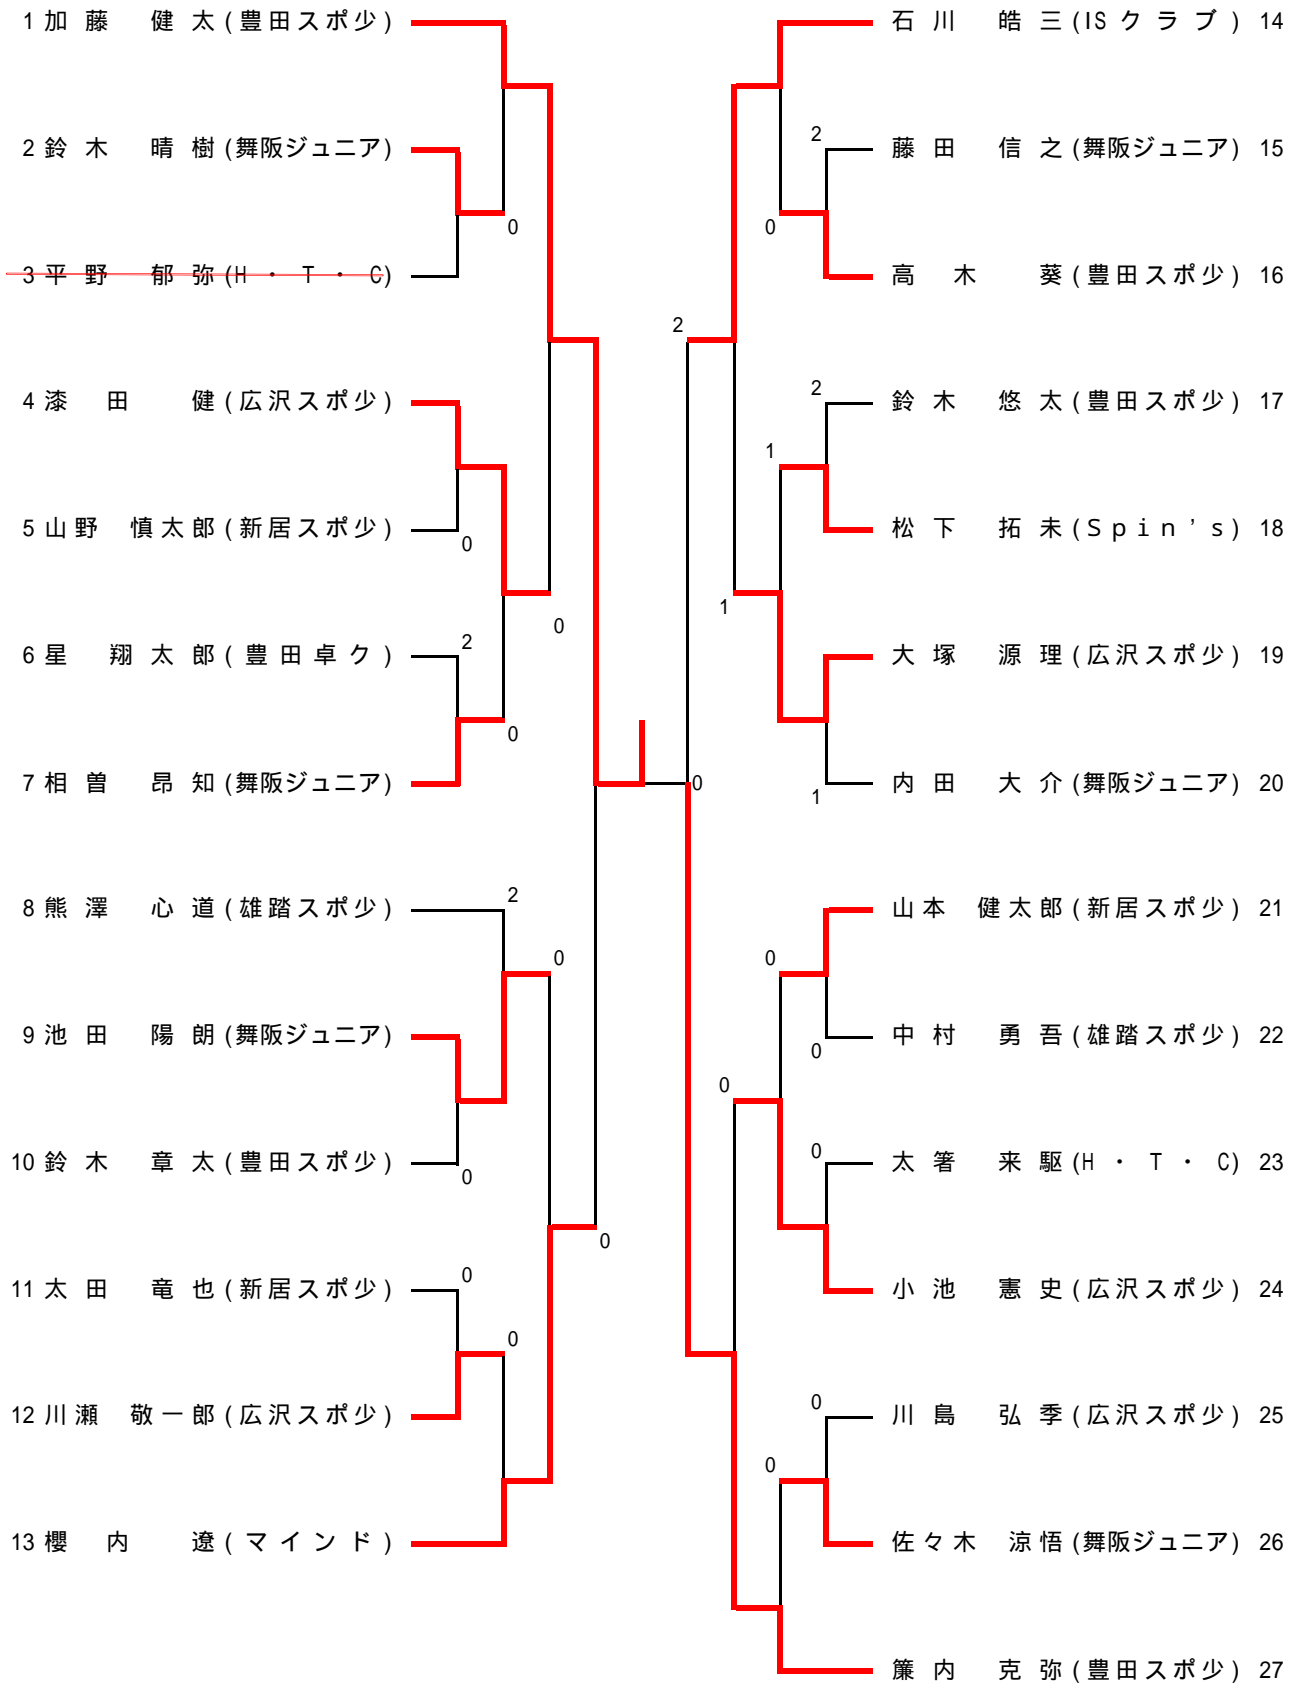 1 加藤 健太 (豊田スポ少)
2 鈴木 晴樹 (舞阪ジュニア)
0
3 平野 郁弥 (H・T・C)
4 漆田 健 (広沢スポ少)
5 山野 慎太郎 (新居スポ少)
0
0
6 星 翔太郎 (豊田卓ク)
2
0
7 相曽 昂知 (舞阪ジュニア)
8 熊澤 心道 (雄踏スポ少)
2
0
9 池田 陽朗 (舞阪ジュニア)
10 鈴木 章太 (豊田スポ少)
0
0
11 太田 竜也 (新居スポ少)
0
0
12 川瀬 敬一郎 (広沢スポ少)
13 櫻内 遼 (マインド)
石川 皓三 (ISクラブ) 14
2
藤田 信之 (舞阪ジュニア) 15
0
高木 葵 (豊田スポ少) 16
2
2
鈴木 悠太 (豊田スポ少) 17
1
松下 拓未 (Spin's) 18
1
大塚 源理 (広沢スポ少) 19
0
1
内田 大介 (舞阪ジュニア) 20
山本 健太郎 (新居スポ少) 21
0
0
中村 勇吾 (雄踏スポ少) 22
0
0
太箸 来駆 (H・T・C) 23
小池 憲史 (広沢スポ少) 24
0
川島 弘季 (広沢スポ少) 25
0
佐々木 涼悟 (舞阪ジュニア) 26
簾内 克弥 (豊田スポ少) 27